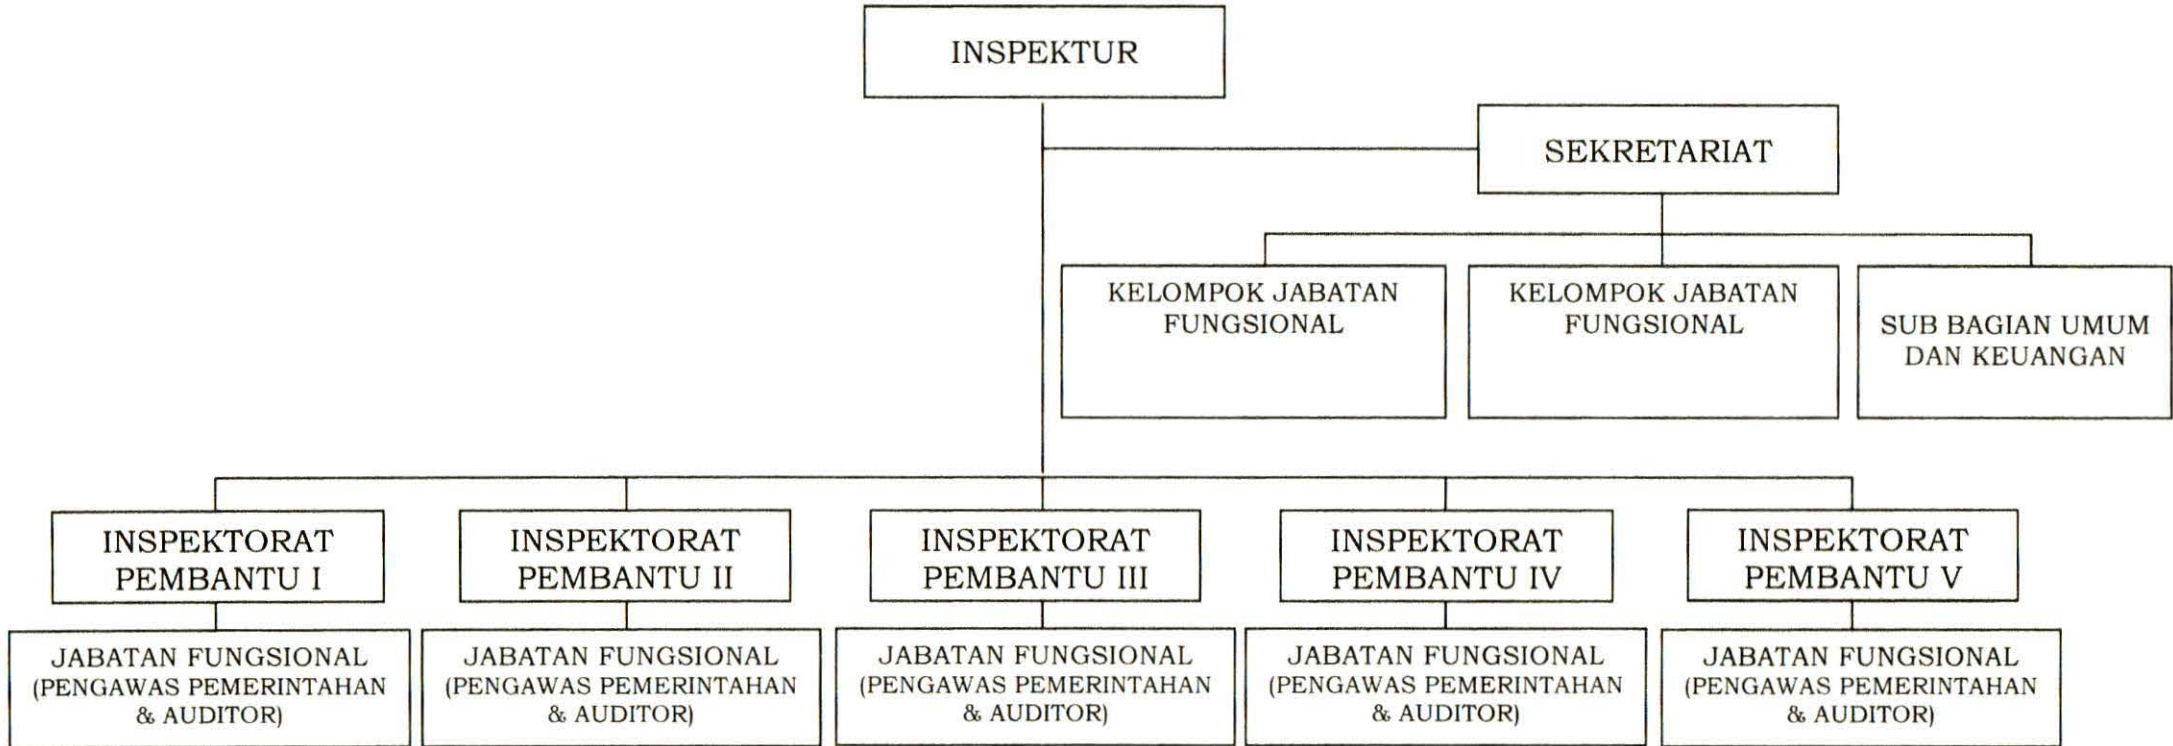 INSPEKTUR
SEKRETARIAT
KELOMPOK JABATAN
FUNGSIONAL
KELOMPOK JABATAN
FUNGSIONAL
SUB BAGIAN UMUM
DAN KEUANGAN
INSPEKTORAT
PEMBANTU I
INSPEKTORAT
PEMBANTU II
INSPEKTORAT
PEMBANTU III
INSPEKTORAT
PEMBANTU IV
INSPEKTORAT
PEMBANTU V
JABATAN FUNGSIONAL
(PENGAWAS PEMERINTAHAN
& AUDITOR)
JABATAN FUNGSIONAL
(PENGAWAS PEMERINTAHAN
& AUDITOR)
JABATAN FUNGSIONAL
(PENGAWAS PEMERINTAHAN
& AUDITOR)
JABATAN FUNGSIONAL
(PENGAWAS PEMERINTAHAN
& AUDITOR)
JABATAN FUNGSIONAL
(PENGAWAS PEMERINTAHAN
& AUDITOR)